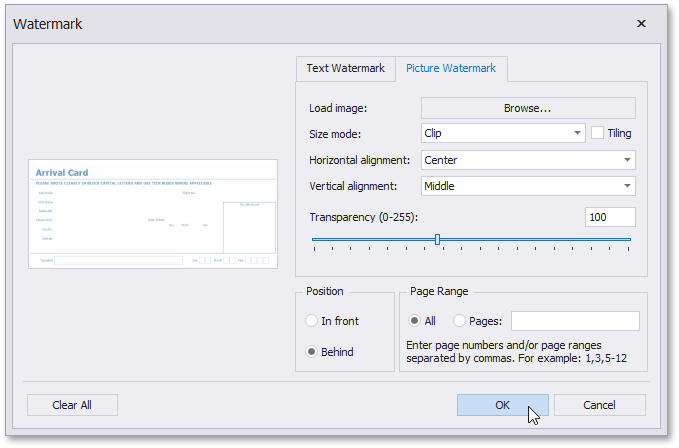 Watermark
Text Watermark
Picture Watermark
Load image:
Browse...
Size mode:
Clip
Tiling
Horizontal alignment:
Center
Vertical alignment:
Middle
Transparency (0-255):
100
Arrival Card
PLEASE WRITE CLEARLY IN BLOCK CAPITAL LETTERS AND USE TICK BOXES WHERE APPLICABLE
Position
In front
Behind
Page Range
All
Pages:
Enter page numbers and/or page ranges
separated by commas. For example: 1,3,5-12
Clear All
OK
Cancel